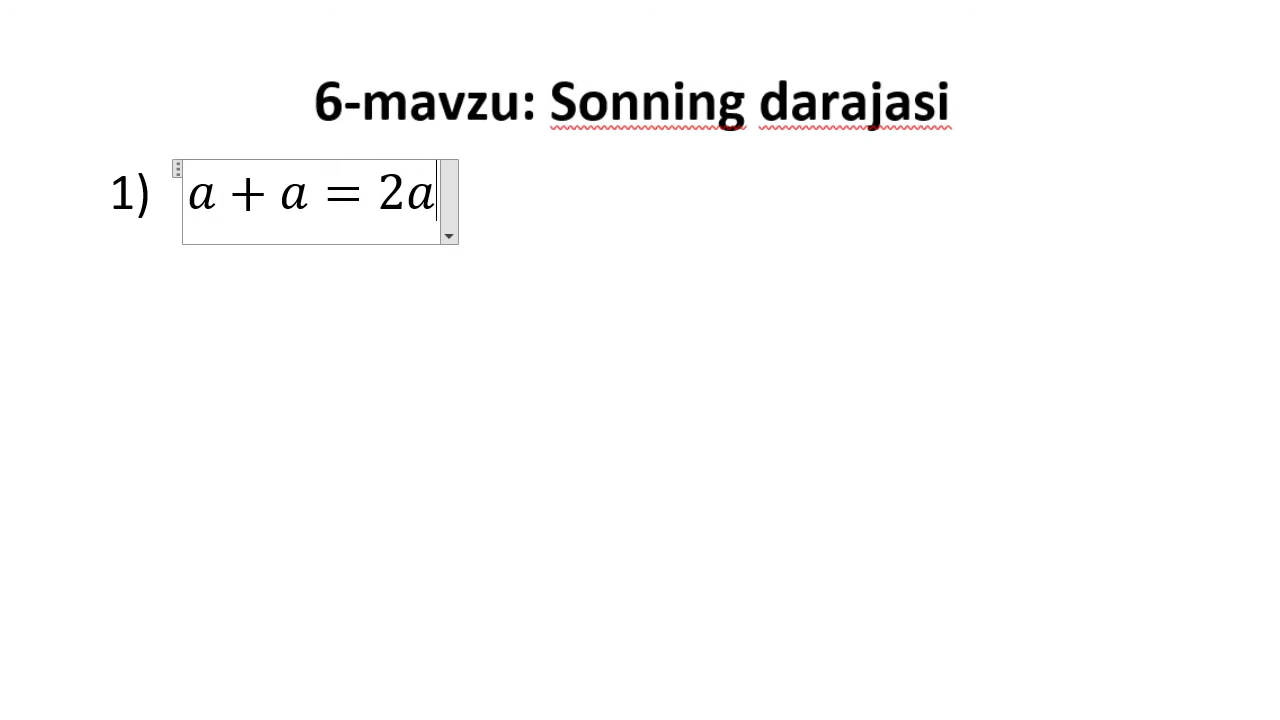 6-mavzu: Sonning darajasi
1) a + a = 2a